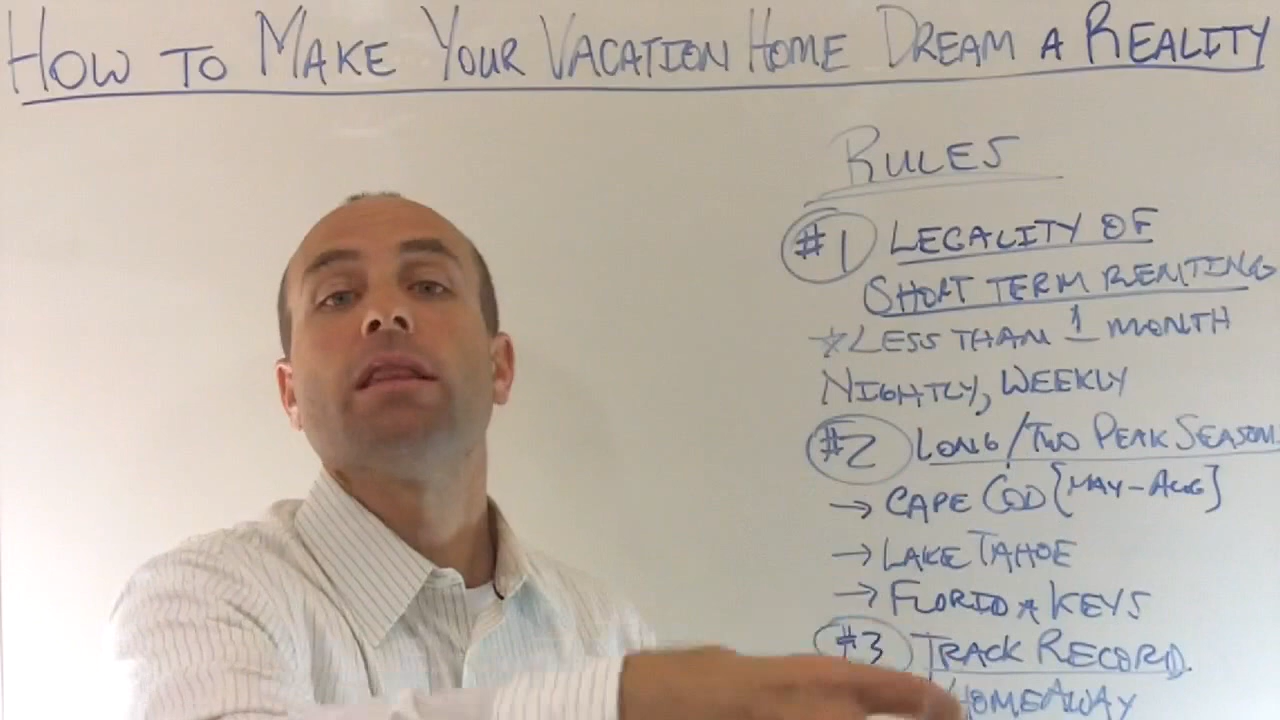 HOW TO MAKE YOUR VACATION HOME DREAM A REALITY
RULES
#1 LEGALITY OF
SHORT TERM RENTING
* LESS THAN 1 MONTH
NIGHTLY, WEEKLY
#2 LONG/TWO PEAK SEASON
→ CAPE COD [MAY-AUG]
→ LAKE TAHOE
→ FLORIDA KEYS
#3 TRACK RECORD.
HOMEAWAY